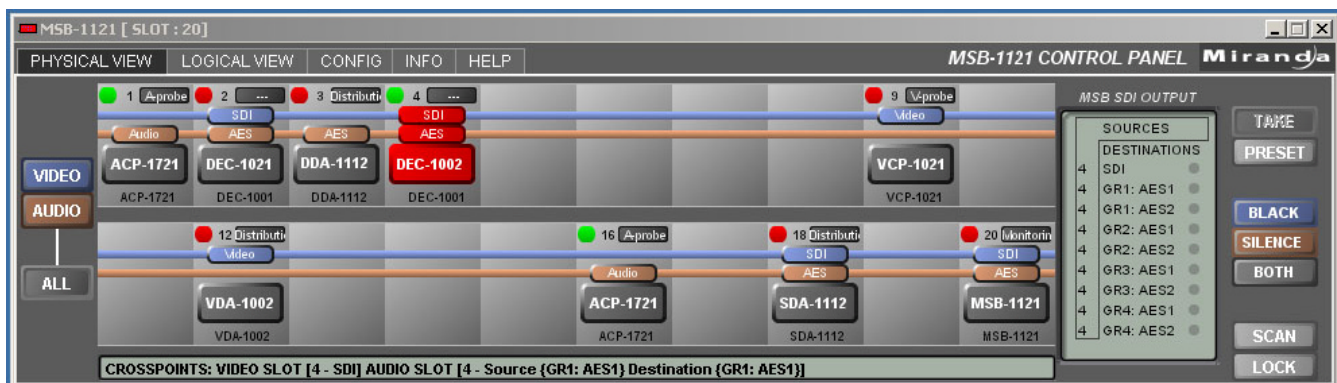 MSB-1121 [ SLOT : 20]
PHYSICAL VIEW LOGICAL VIEW CONFIG INFO HELP MSB-1121 CONTROL PANEL Miranda
1 A-probe 2 --- 3 Distributi 4 --- 9 V-probe MSB SDI OUTPUT
SDI SDI Video
Audio AES AES AES
ACP-1721 DEC-1021 DDA-1112 DEC-1002 VCP-1021
ACP-1721 DEC-1001 DDA-1112 DEC-1001 VCP-1021
VIDEO
AUDIO
ALL
12 Distributi 16 A-probe 18 Distributi 20 Monitorin
Video SDI SDI
Audio AES AES
VDA-1002 ACP-1721 SDA-1112 MSB-1121
VDA-1002 ACP-1721 SDA-1112 MSB-1121
SOURCES
DESTINATIONS
4 SDI
4 GR1: AES1
4 GR1: AES2
4 GR2: AES1
4 GR2: AES2
4 GR3: AES1
4 GR3: AES2
4 GR4: AES1
4 GR4: AES2
TAKE
PRESET
BLACK
SILENCE
BOTH
SCAN
LOCK
CROSSPOINTS: VIDEO SLOT [4 - SDI] AUDIO SLOT [4 - Source {GR1: AES1} Destination {GR1: AES1}]